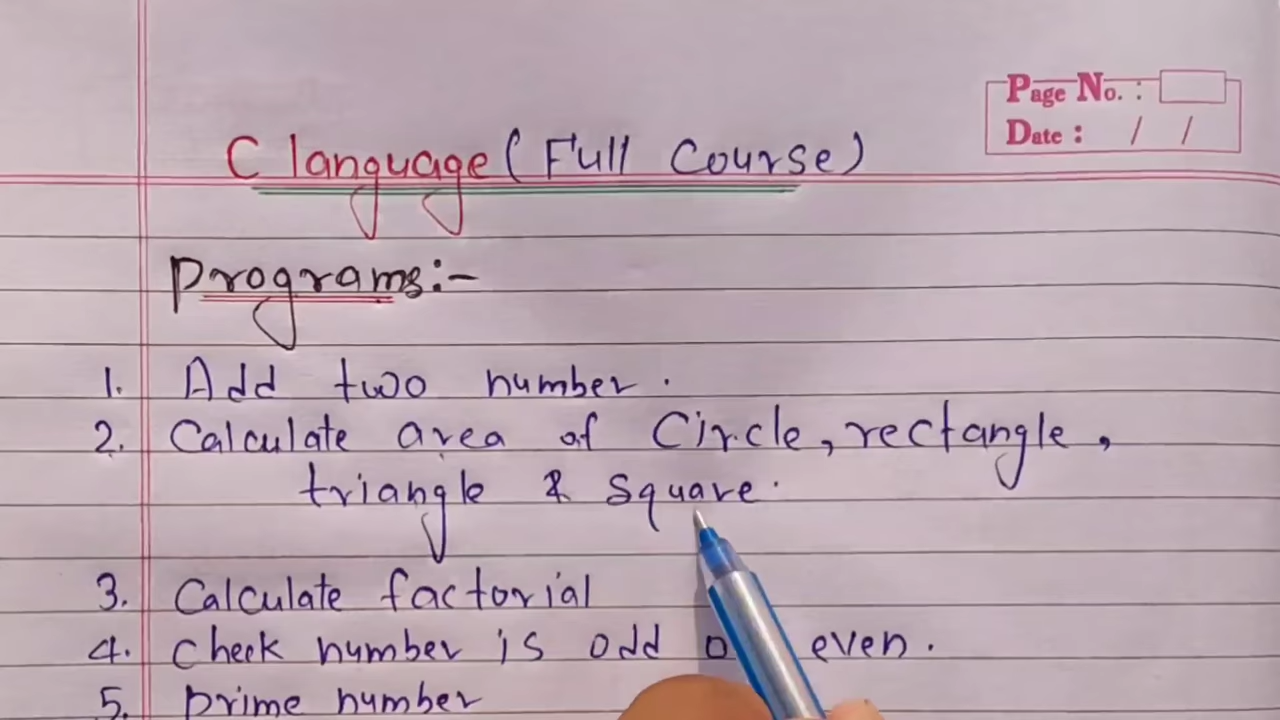 Page No. :
Date : / /
C language (Full Course)
Programs:-
1. Add two number.
2. Calculate area of Circle, rectangle,
triangle & square.
3. Calculate factorial
4. Check number is odd o even.
5. prime number